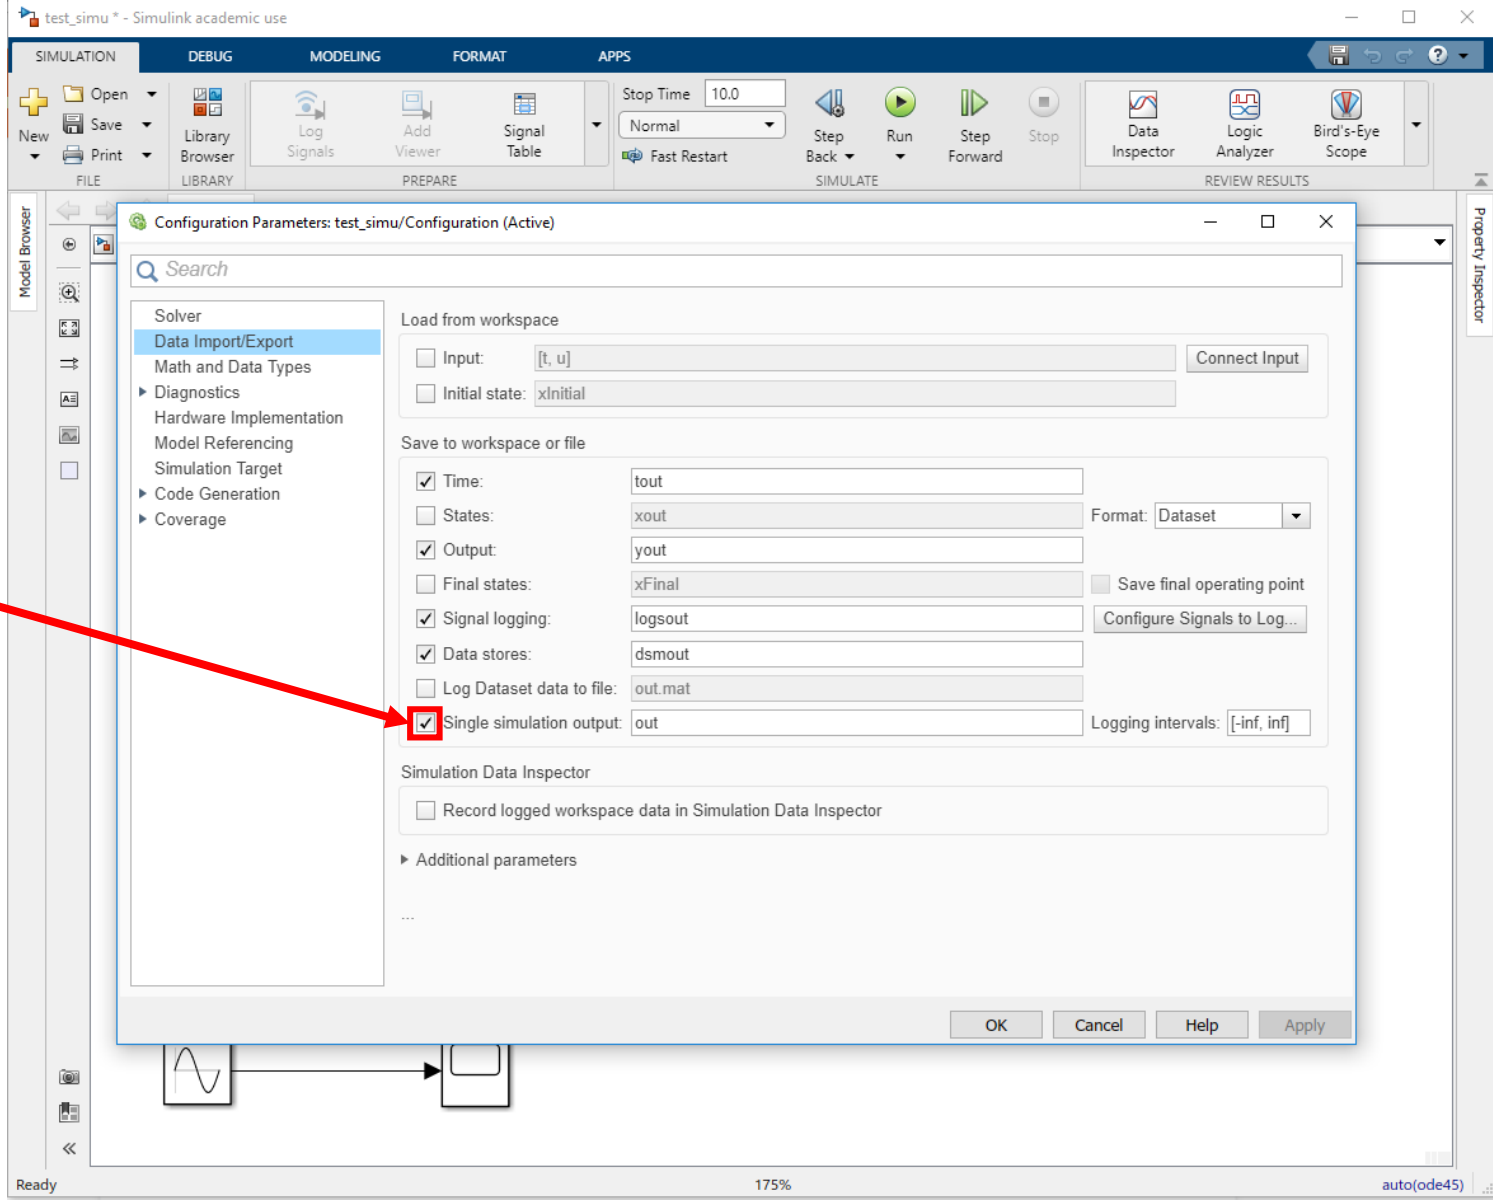 test_simu * - Simulink academic use
SIMULATION DEBUG MODELING FORMAT APPS
New
Open
Save
Print
FILE
Library Browser
LIBRARY
Log Signals
Add Viewer
Signal Table
PREPARE
Stop Time 10.0
Normal
Fast Restart
Step Back
Run
Step Forward
Stop
SIMULATE
Data Inspector
Logic Analyzer
Bird's-Eye Scope
REVIEW RESULTS
Model Browser
Property Inspector
Configuration Parameters: test_simu/Configuration (Active)
Search
Solver
Data Import/Export
Math and Data Types
Diagnostics
Hardware Implementation
Model Referencing
Simulation Target
Code Generation
Coverage
Load from workspace
Input: [t, u] Connect Input
Initial state: xInitial
Save to workspace or file
Time: tout
States: xout Format: Dataset
Output: yout
Final states: xFinal Save final operating point
Signal logging: logsout Configure Signals to Log...
Data stores: dsmout
Log Dataset data to file: out.mat
Single simulation output: out Logging intervals: [-inf, inf]
Simulation Data Inspector
Record logged workspace data in Simulation Data Inspector
Additional parameters
...
OK Cancel Help Apply
Ready 175% auto(ode45)